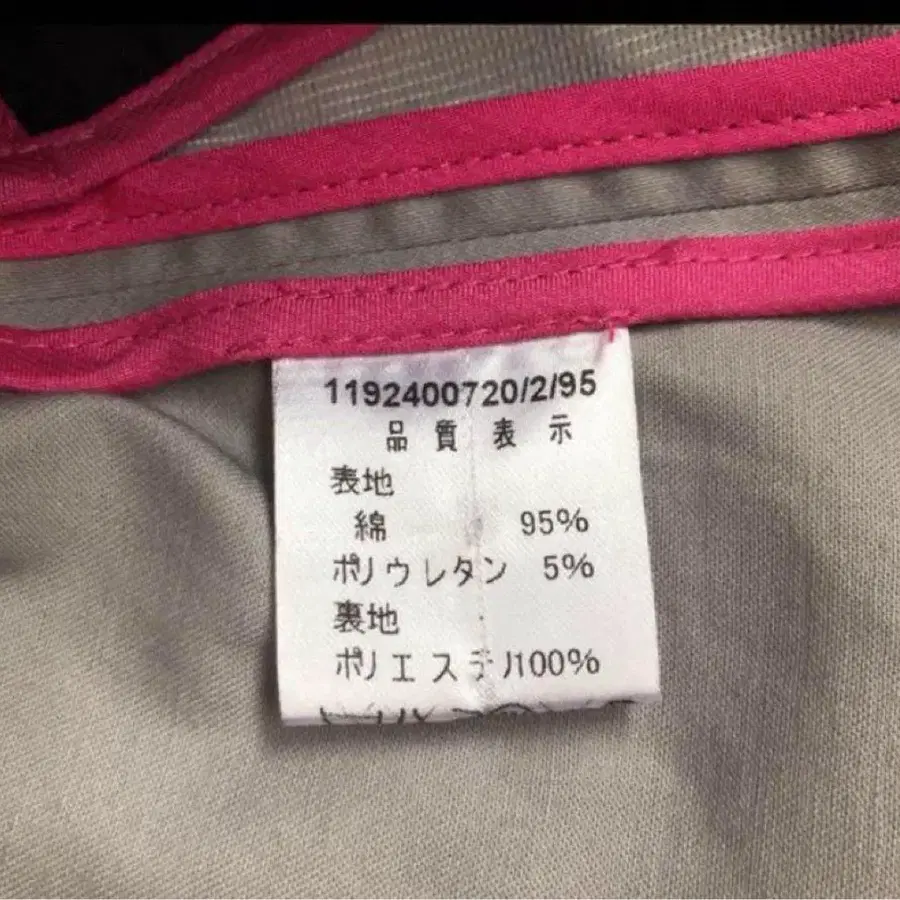 1192400720/2/95
品質表示
表地
綿 95%
ポリウレタン 5%
裏地
ポリエステル100%